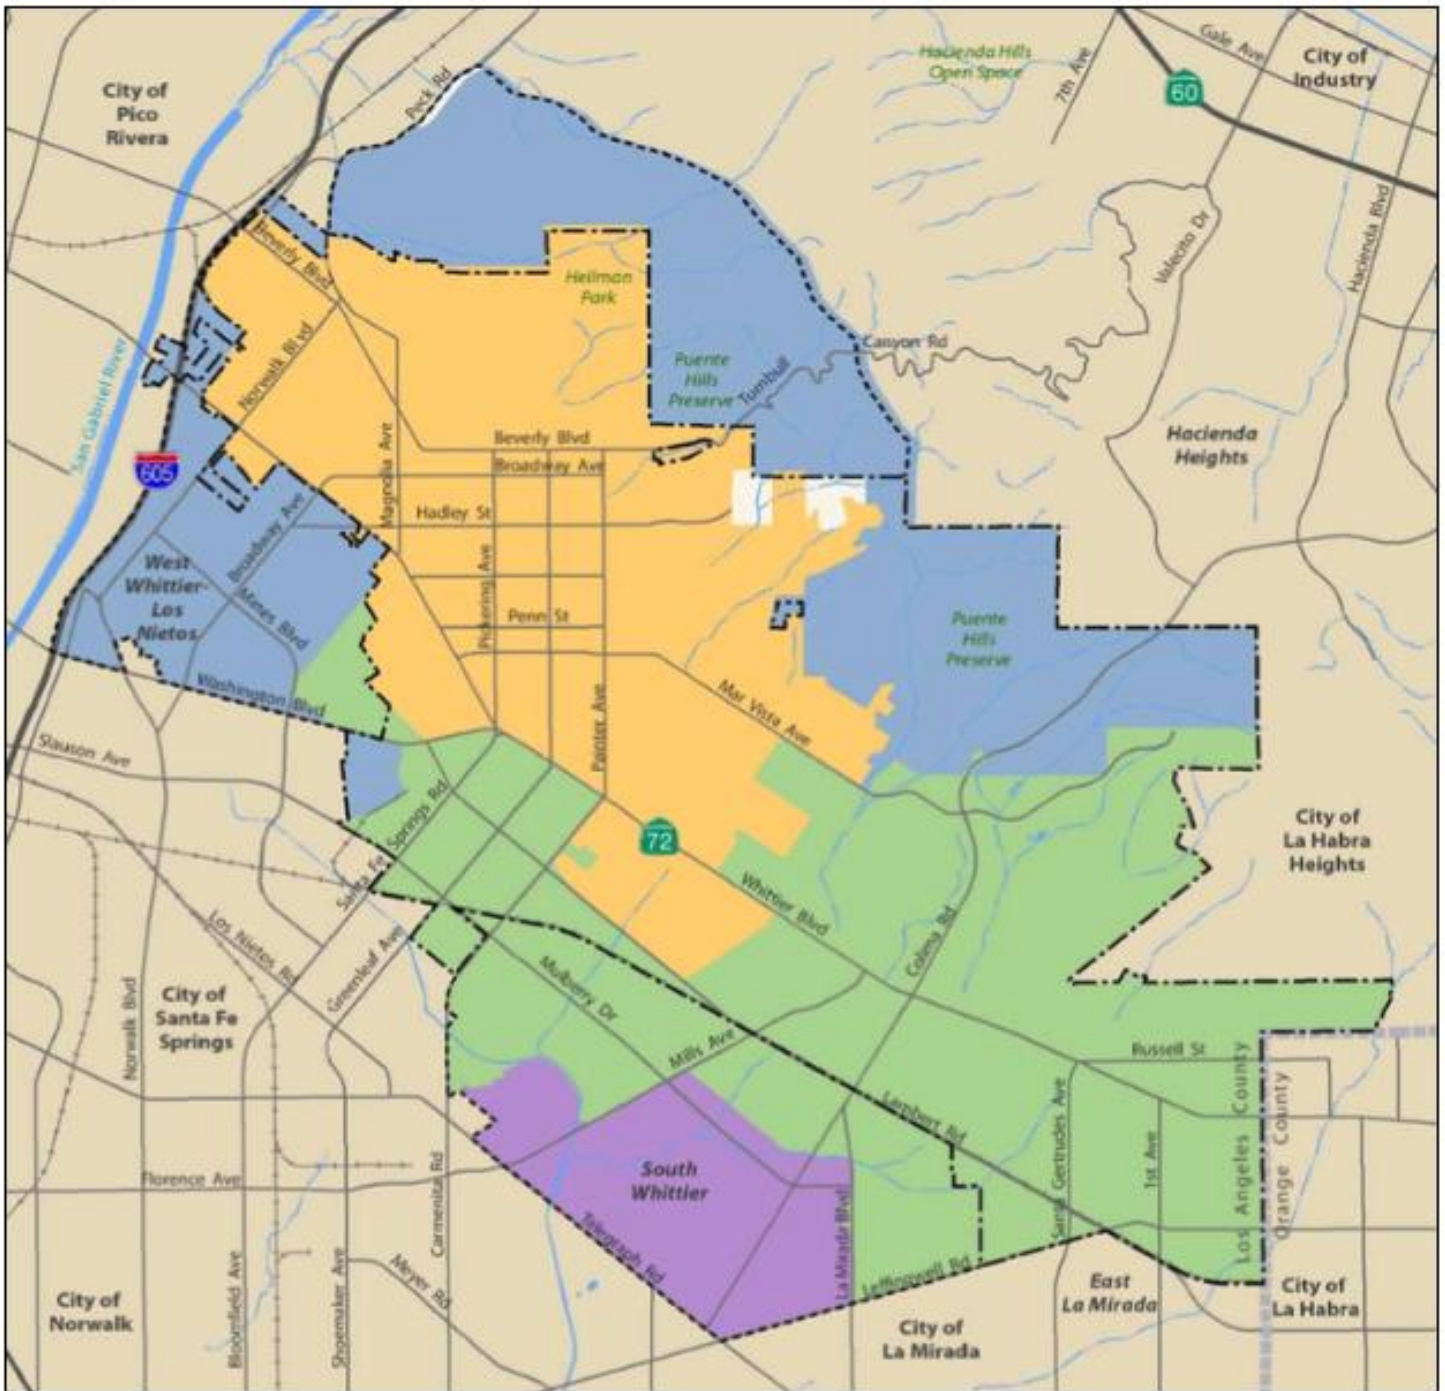 Hacienda Hills
Open Space
7th Ave
Gale Ave
City of
Industry
60
City of
Pico
Rivera
Peck Rd
Hacienda Blvd
Beverly Blvd
Hellman
Park
Norwalk Blvd
Puente
Hills
Preserve
Turnbull
Canyon Rd
San Gabriel River
605
Magnolia Ave
Beverly Blvd
Broadway Ave
Hadley St
Hacienda
Heights
Broadway Ave
West
Whittier-
Los
Nietos
Mines Blvd
Pickering Ave
Penn St
Puente
Hills
Preserve
Washington Blvd
Painter Ave
Mar Vista Ave
Slauson Ave
Santa Fe Springs Rd
72
City of
La Habra
Heights
Whittier Blvd
Colima Rd
Los Nietos Rd
Greenleaf Ave
Mulberry Dr
Norwalk Blvd
City of
Santa Fe
Springs
Mills Ave
Russell St
Los Angeles County
Orange County
Lambert Rd
Santa Gertrudes Ave
1st Ave
Florence Ave
South
Whittier
Carmenita Rd
Telegraph Rd
La Mirada Blvd
Leffingwell Rd
Bloomfield Ave
Shoemaker Ave
Meyer Rd
City of
Norwalk
East
La Mirada
City of
La Habra
City of
La Mirada